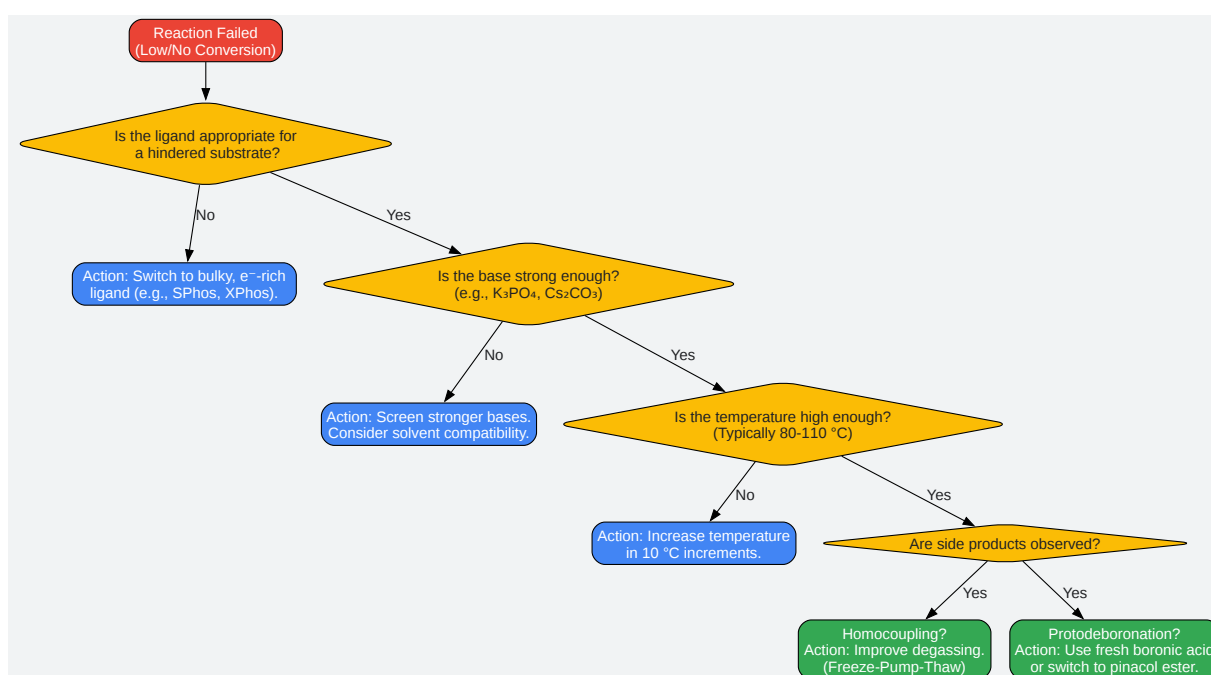 Reaction Failed
(Low/No Conversion)
Is the ligand appropriate for
a hindered substrate?
No
Yes
Action: Switch to bulky, e⁻-rich
ligand (e.g., SPhos, XPhos).
Is the base strong enough?
(e.g., K₃PO₄, Cs₂CO₃)
No
Yes
Action: Screen stronger bases.
Consider solvent compatibility.
Is the temperature high enough?
(Typically 80-110 °C)
No
Yes
Action: Increase temperature
in 10 °C increments.
Are side products observed?
Yes
Yes
Homocoupling?
Action: Improve degassing.
(Freeze-Pump-Thaw)
Protodeboronation?
Action: Use fresh boronic acid
or switch to pinacol ester.